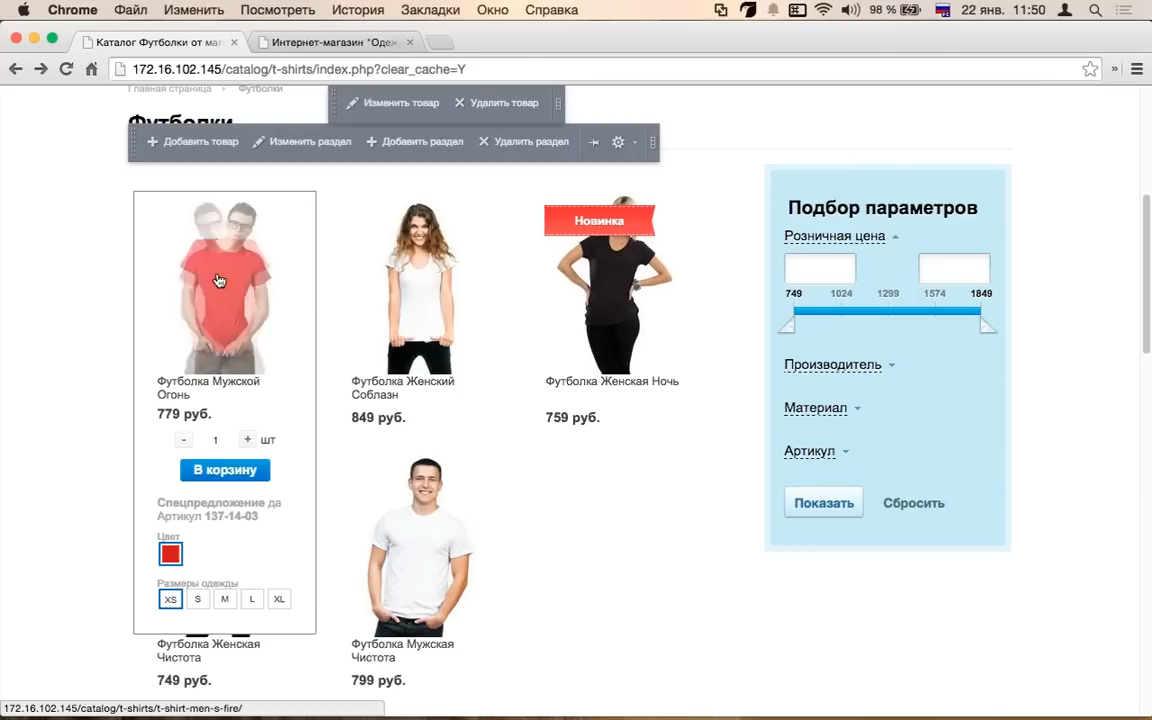 Chrome Файл Изменить Посмотреть История Закладки Окно Справка 98 % 22 янв. 11:50
Каталог Футболки от маг Интернет-магазин "Одеж
172.16.102.145/catalog/t-shirts/index.php?clear_cache=Y
Главная страница Футболки
Изменить товар Удалить товар
Футболки
Добавить товар Изменить раздел Добавить раздел Удалить раздел
Новинка
Футболка Мужской
Огонь
779 руб.
- 1 + шт
В корзину
Спецпредложение да
Артикул 137-14-03
Цвет
Размеры одежды
XS S M L XL
Футболка Женский
Соблазн
849 руб.
Футболка Женская Ночь
759 руб.
Футболка Женская
Чистота
749 руб.
Футболка Мужская
Чистота
799 руб.
Подбор параметров
Розничная цена
749 1024 1299 1574 1849
Производитель
Материал
Артикул
Показать Сбросить
172.16.102.145/catalog/t-shirts/t-shirt-men-s-fire/